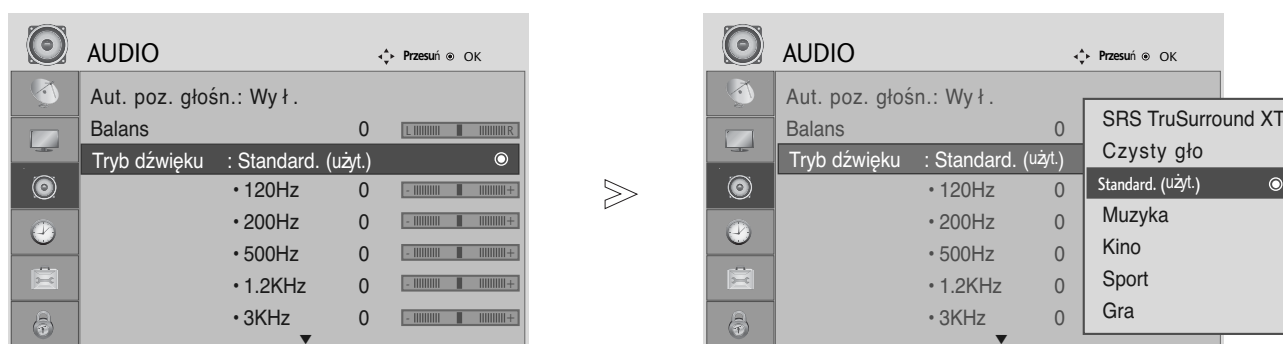 AUDIO Przesuń OK
Aut. poz. głośn.: Wy ł .
Balans 0 L R
Tryb dźwięku : Standard. (użyt.)
• 120Hz 0 - +
• 200Hz 0 - +
• 500Hz 0 - +
• 1.2KHz 0 - +
• 3KHz 0 - +
>
AUDIO Przesuń OK
Aut. poz. głośn.: Wy ł .
Balans 0
Tryb dźwięku : Standard. (użyt.)
• 120Hz 0
• 200Hz 0
• 500Hz 0
• 1.2KHz 0
• 3KHz 0
SRS TruSurround XT
Czysty gło
Standard. (użyt.)
Muzyka
Kino
Sport
Gra